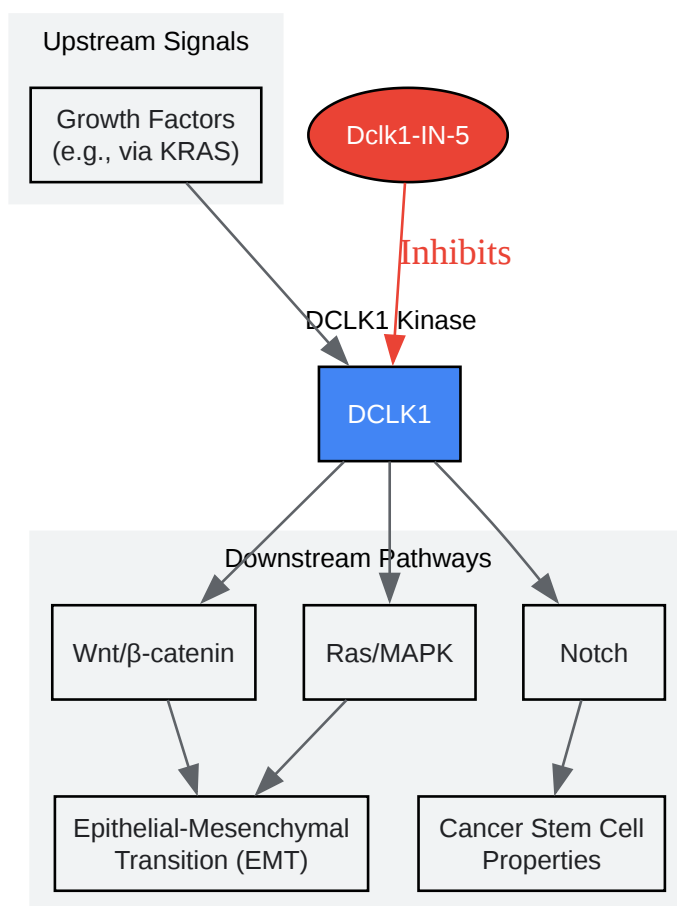 Upstream Signals
Growth Factors
(e.g., via KRAS)
Dclk1-IN-5
Inhibits
DCLK1 Kinase
DCLK1
Downstream Pathways
Wnt/β-catenin
Ras/MAPK
Notch
Epithelial-Mesenchymal
Transition (EMT)
Cancer Stem Cell
Properties